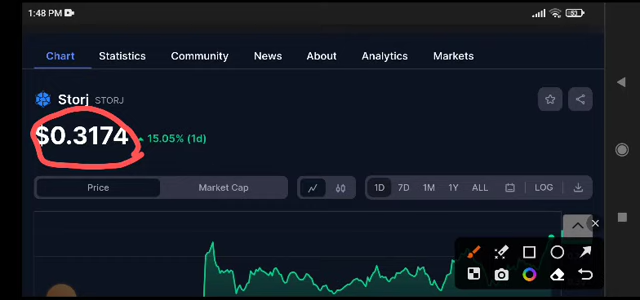 1:48 PM
Chart Statistics Community News About Analytics Markets
Storj STORJ
$0.3174 15.05% (1d)
Price Market Cap 1D 7D 1M 1Y ALL LOG